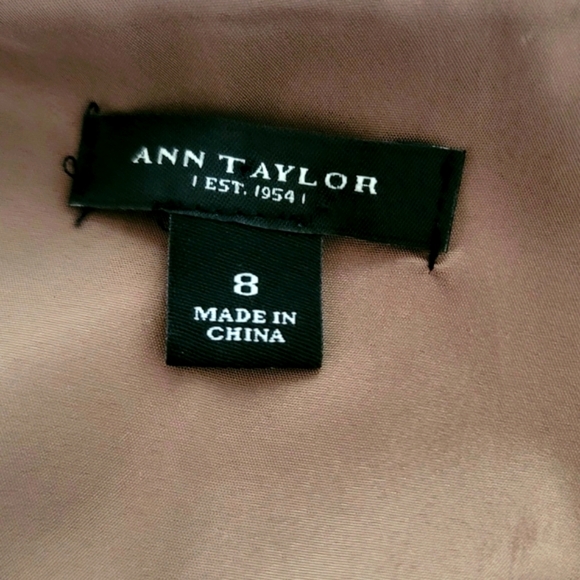 ANN TAYLOR
| EST. 1954 |
8
MADE IN
CHINA